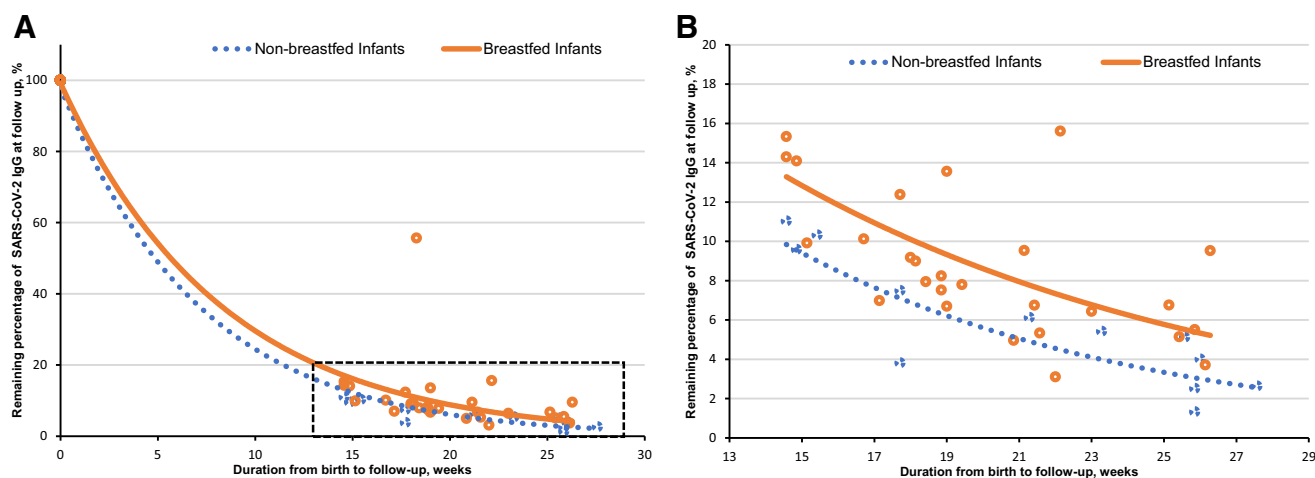 A
Non-breastfed Infants
Breastfed Infants
Remaining percentage of SARS-CoV-2 IgG at follow up, %
100
80
60
40
20
0
0 5 10 15 20 25 30
Duration from birth to follow-up, weeks
B
Non-breastfed Infants
Breastfed Infants
Remaining percentage of SARS-CoV-2 IgG at follow up, %
20
18
16
14
12
10
8
6
4
2
0
13 15 17 19 21 23 25 27 29
Duration from birth to follow-up, weeks